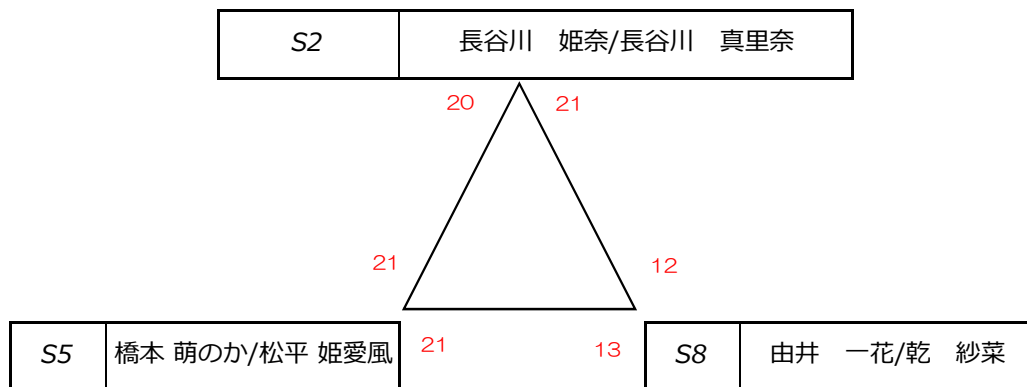 S2 長谷川　姫奈/長谷川　真里奈
20 21
21 12
21 13
S5 橋本 萌のか/松平 姫愛風
S8 由井　一花/乾　紗菜